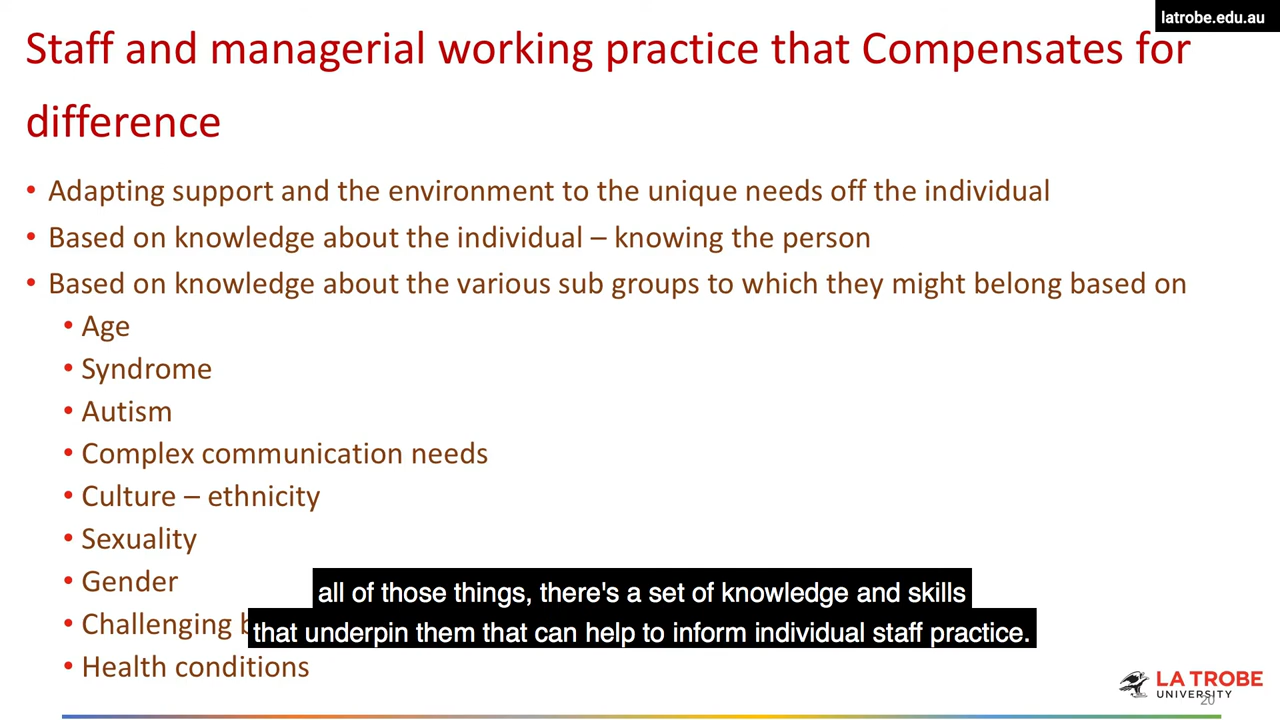 latrobe.edu.au
Staff and managerial working practice that Compensates for
difference
• Adapting support and the environment to the unique needs off the individual
• Based on knowledge about the individual – knowing the person
• Based on knowledge about the various sub groups to which they might belong based on
• Age
• Syndrome
• Autism
• Complex communication needs
• Culture – ethnicity
• Sexuality
• Gender
• Challenging
all of those things, there's a set of knowledge and skills
that underpin them that can help to inform individual staff practice.
• Health conditions
LA TROBE
UNIVERSITY
20